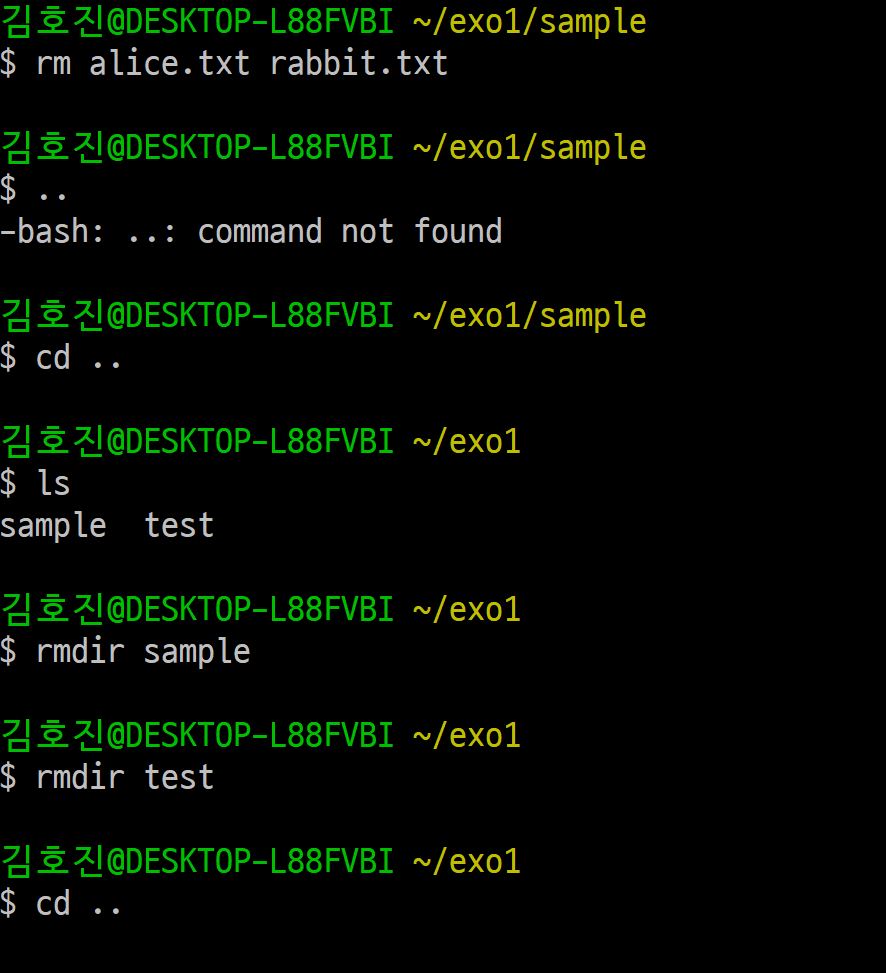 김호진@DESKTOP-L88FVBI ~/exo1/sample
$ rm alice.txt rabbit.txt
김호진@DESKTOP-L88FVBI ~/exo1/sample
$ ..
-bash: ..: command not found
김호진@DESKTOP-L88FVBI ~/exo1/sample
$ cd ..
김호진@DESKTOP-L88FVBI ~/exo1
$ ls
sample  test
김호진@DESKTOP-L88FVBI ~/exo1
$ rmdir sample
김호진@DESKTOP-L88FVBI ~/exo1
$ rmdir test
김호진@DESKTOP-L88FVBI ~/exo1
$ cd ..